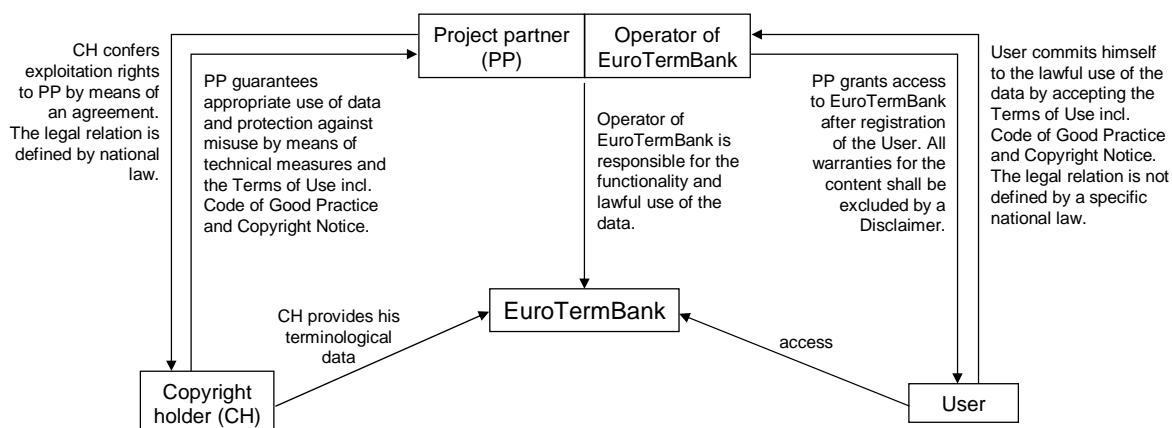 Project partner
(PP)
Operator of
EuroTermBank
CH confers
exploitation rights
to PP by means of
an agreement.
The legal relation is
defined by national
law.
PP guarantees
appropriate use of data
and protection against
misuse by means of
technical measures and
the Terms of Use incl.
Code of Good Practice
and Copyright Notice.
Operator of
EuroTermBank is
responsible for the
functionality and
lawful use of the
data.
PP grants access
to EuroTermBank
after registration
of the User. All
warranties for the
content shall be
excluded by a
Disclaimer.
User commits himself
to the lawful use of the
data by accepting the
Terms of Use incl.
Code of Good Practice
and Copyright Notice.
The legal relation is not
defined by a specific
national law.
EuroTermBank
CH provides his
terminological
data
access
Copyright
holder (CH)
User